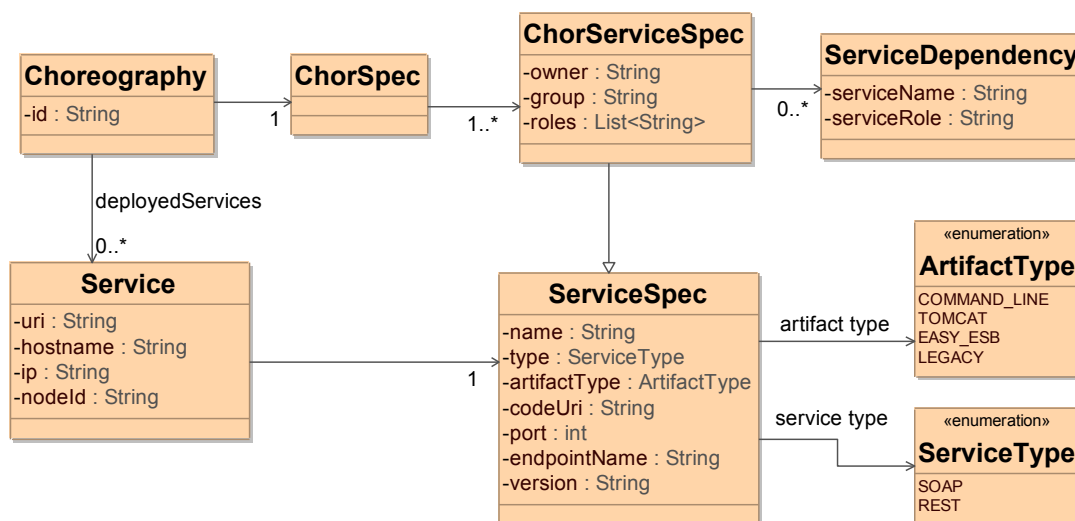 Choreography
-id : String
1
ChorSpec
1..*
ChorServiceSpec
-owner : String
-group : String
-roles : List<String>
0..*
ServiceDependency
-serviceName : String
-serviceRole : String
deployedServices
0..*
Service
-uri : String
-hostname : String
-ip : String
-nodeId : String
1
ServiceSpec
-name : String
-type : ServiceType
-artifactType : ArtifactType
-codeUri : String
-port : int
-endpointName : String
-version : String
artifact type
«enumeration»
ArtifactType
COMMAND_LINE
TOMCAT
EASY_ESB
LEGACY
service type
«enumeration»
ServiceType
SOAP
REST